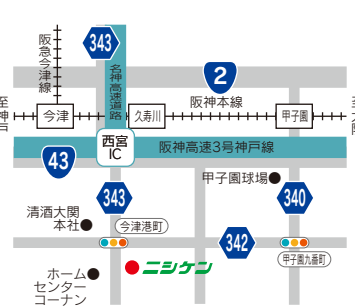 阪急今津線
343
名神高速道路
2
至神戸
今津
久寿川
阪神本線
甲子園
西宮
IC
阪神高速3号神戸線
43
甲子園球場
343
340
清酒大関
本社
今津港町
342
甲子園九番町
ホーム
センター
コーナン
ニシケン